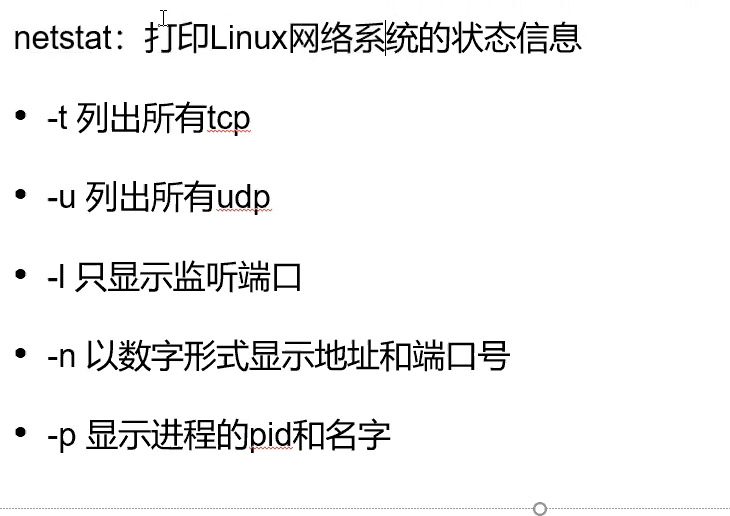 netstat：打印Linux网络系统的状态信息
• -t 列出所有tcp
• -u 列出所有udp
• -l 只显示监听端口
• -n 以数字形式显示地址和端口号
• -p 显示进程的pid和名字